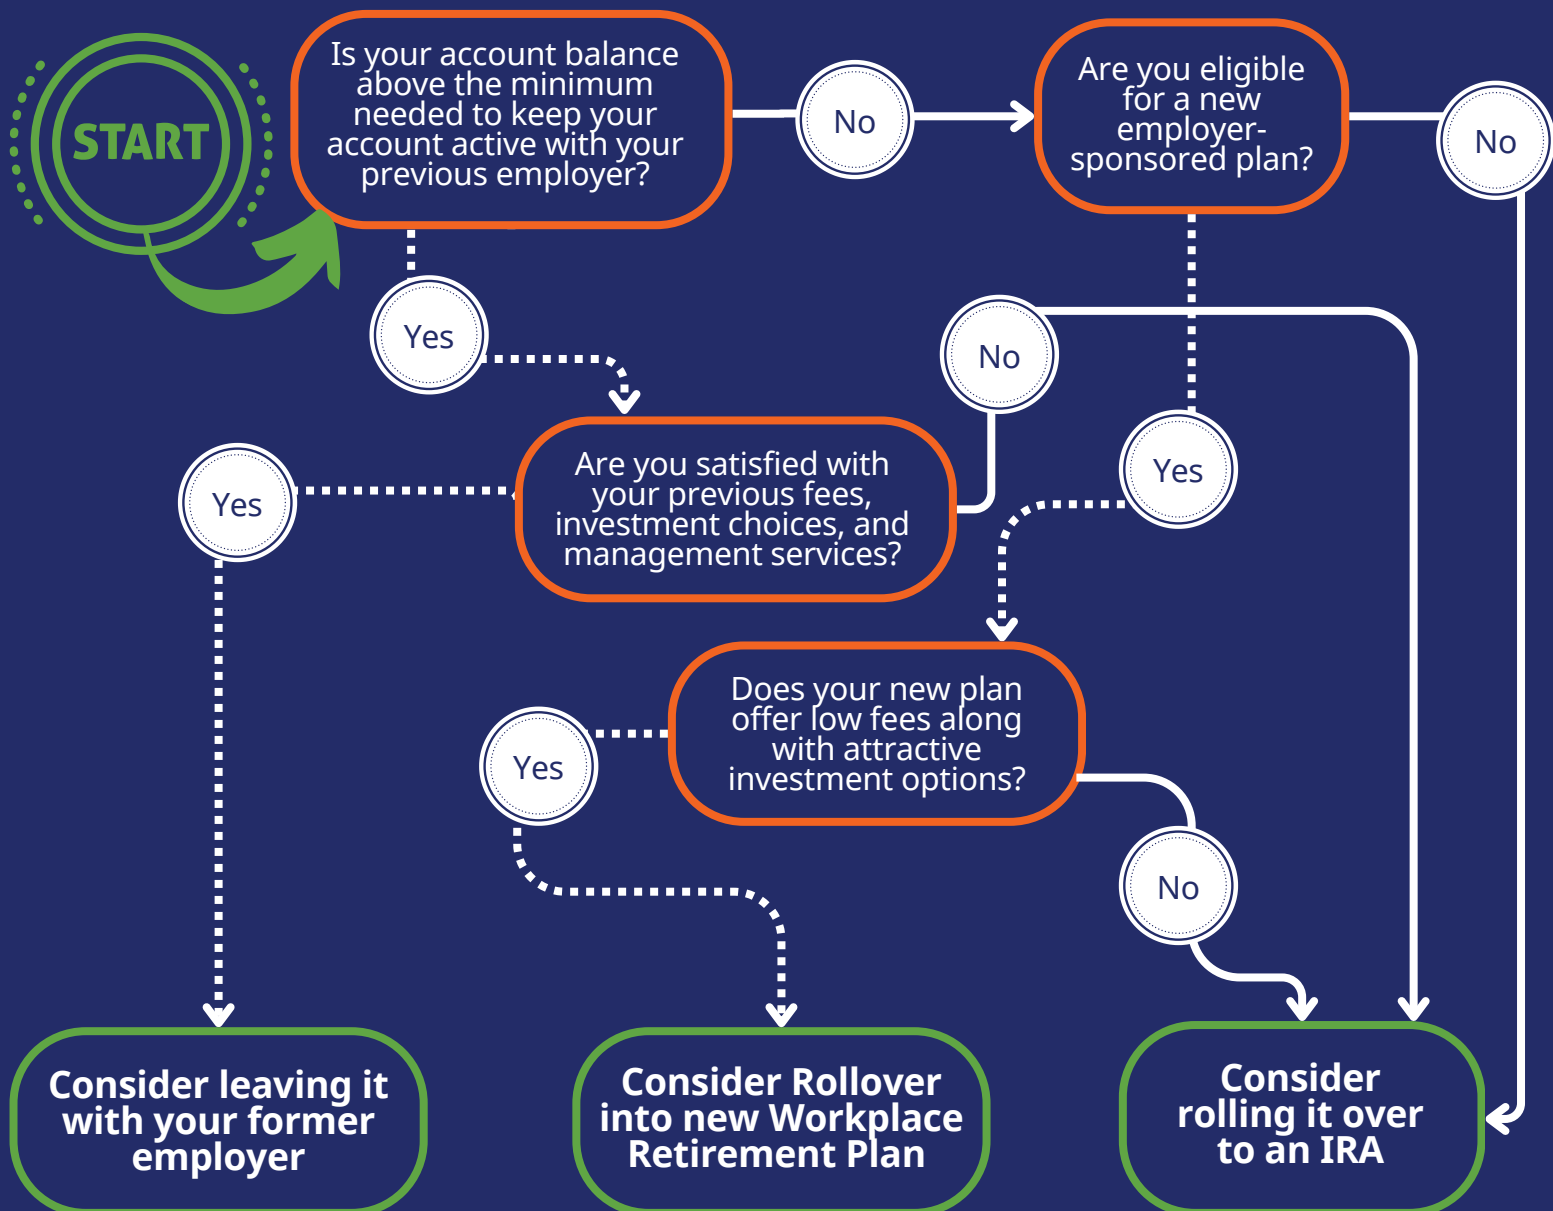 START
Is your account balance
above the minimum
needed to keep your
account active with your
previous employer?
No
Are you eligible
for a new
employer-
sponsored plan?
No
Yes
No
Yes
Are you satisfied with
your previous fees,
investment choices, and
management services?
Yes
Does your new plan
offer low fees along
with attractive
investment options?
Yes
No
Consider leaving it
with your former
employer
Consider Rollover
into new Workplace
Retirement Plan
Consider
rolling it over
to an IRA